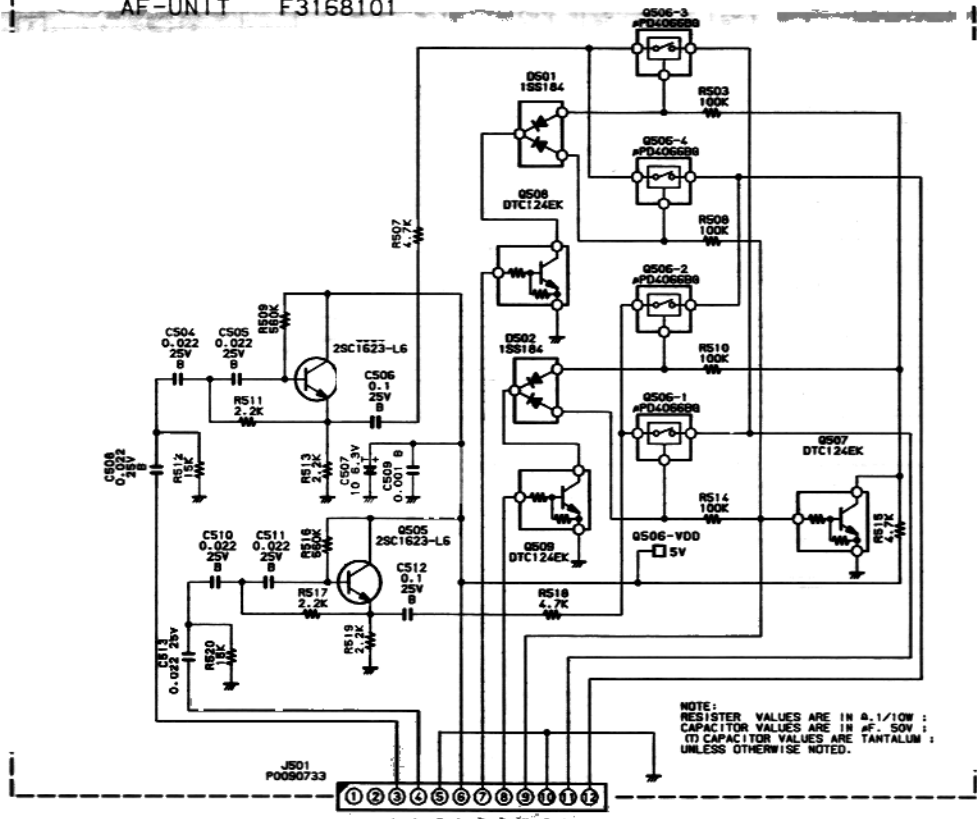 AF-UNIT F3168101
Q506-3
μPD4066BG
D501
1SS184
R503
100K
Q506-4
μPD4066BG
Q508
DTC124EK
R507
4.7K
R508
100K
Q506-2
μPD4066BG
R509
560K
C504
0.022
25V
B
C505
0.022
25V
B
2SC1623-L6
D502
1SS184
R510
100K
C506
0.1
25V
B
R511
2.2K
Q506-1
μPD4066BG
Q507
DTC124EK
C508
0.022
25V
B
R512
15K
R513
2.2K
C507
10 6.3V
T
+
C509
0.001 B
R514
100K
R515
4.7K
Q509
DTC124EK
Q506-VDD
5V
C510
0.022
25V
B
C511
0.022
25V
B
R516
560K
Q505
2SC1623-L6
C512
0.1
25V
B
R517
2.2K
R518
4.7K
R519
2.2K
C513
0.022 25V
R520
15K
NOTE:
RESISTER VALUES ARE IN Ω.1/10W ;
CAPACITOR VALUES ARE IN μF. 50V ;
(T) CAPACITOR VALUES ARE TANTALUM ;
UNLESS OTHERWISE NOTED.
J501
P0090733
1 2 3 4 5 6 7 8 9 10 11 12